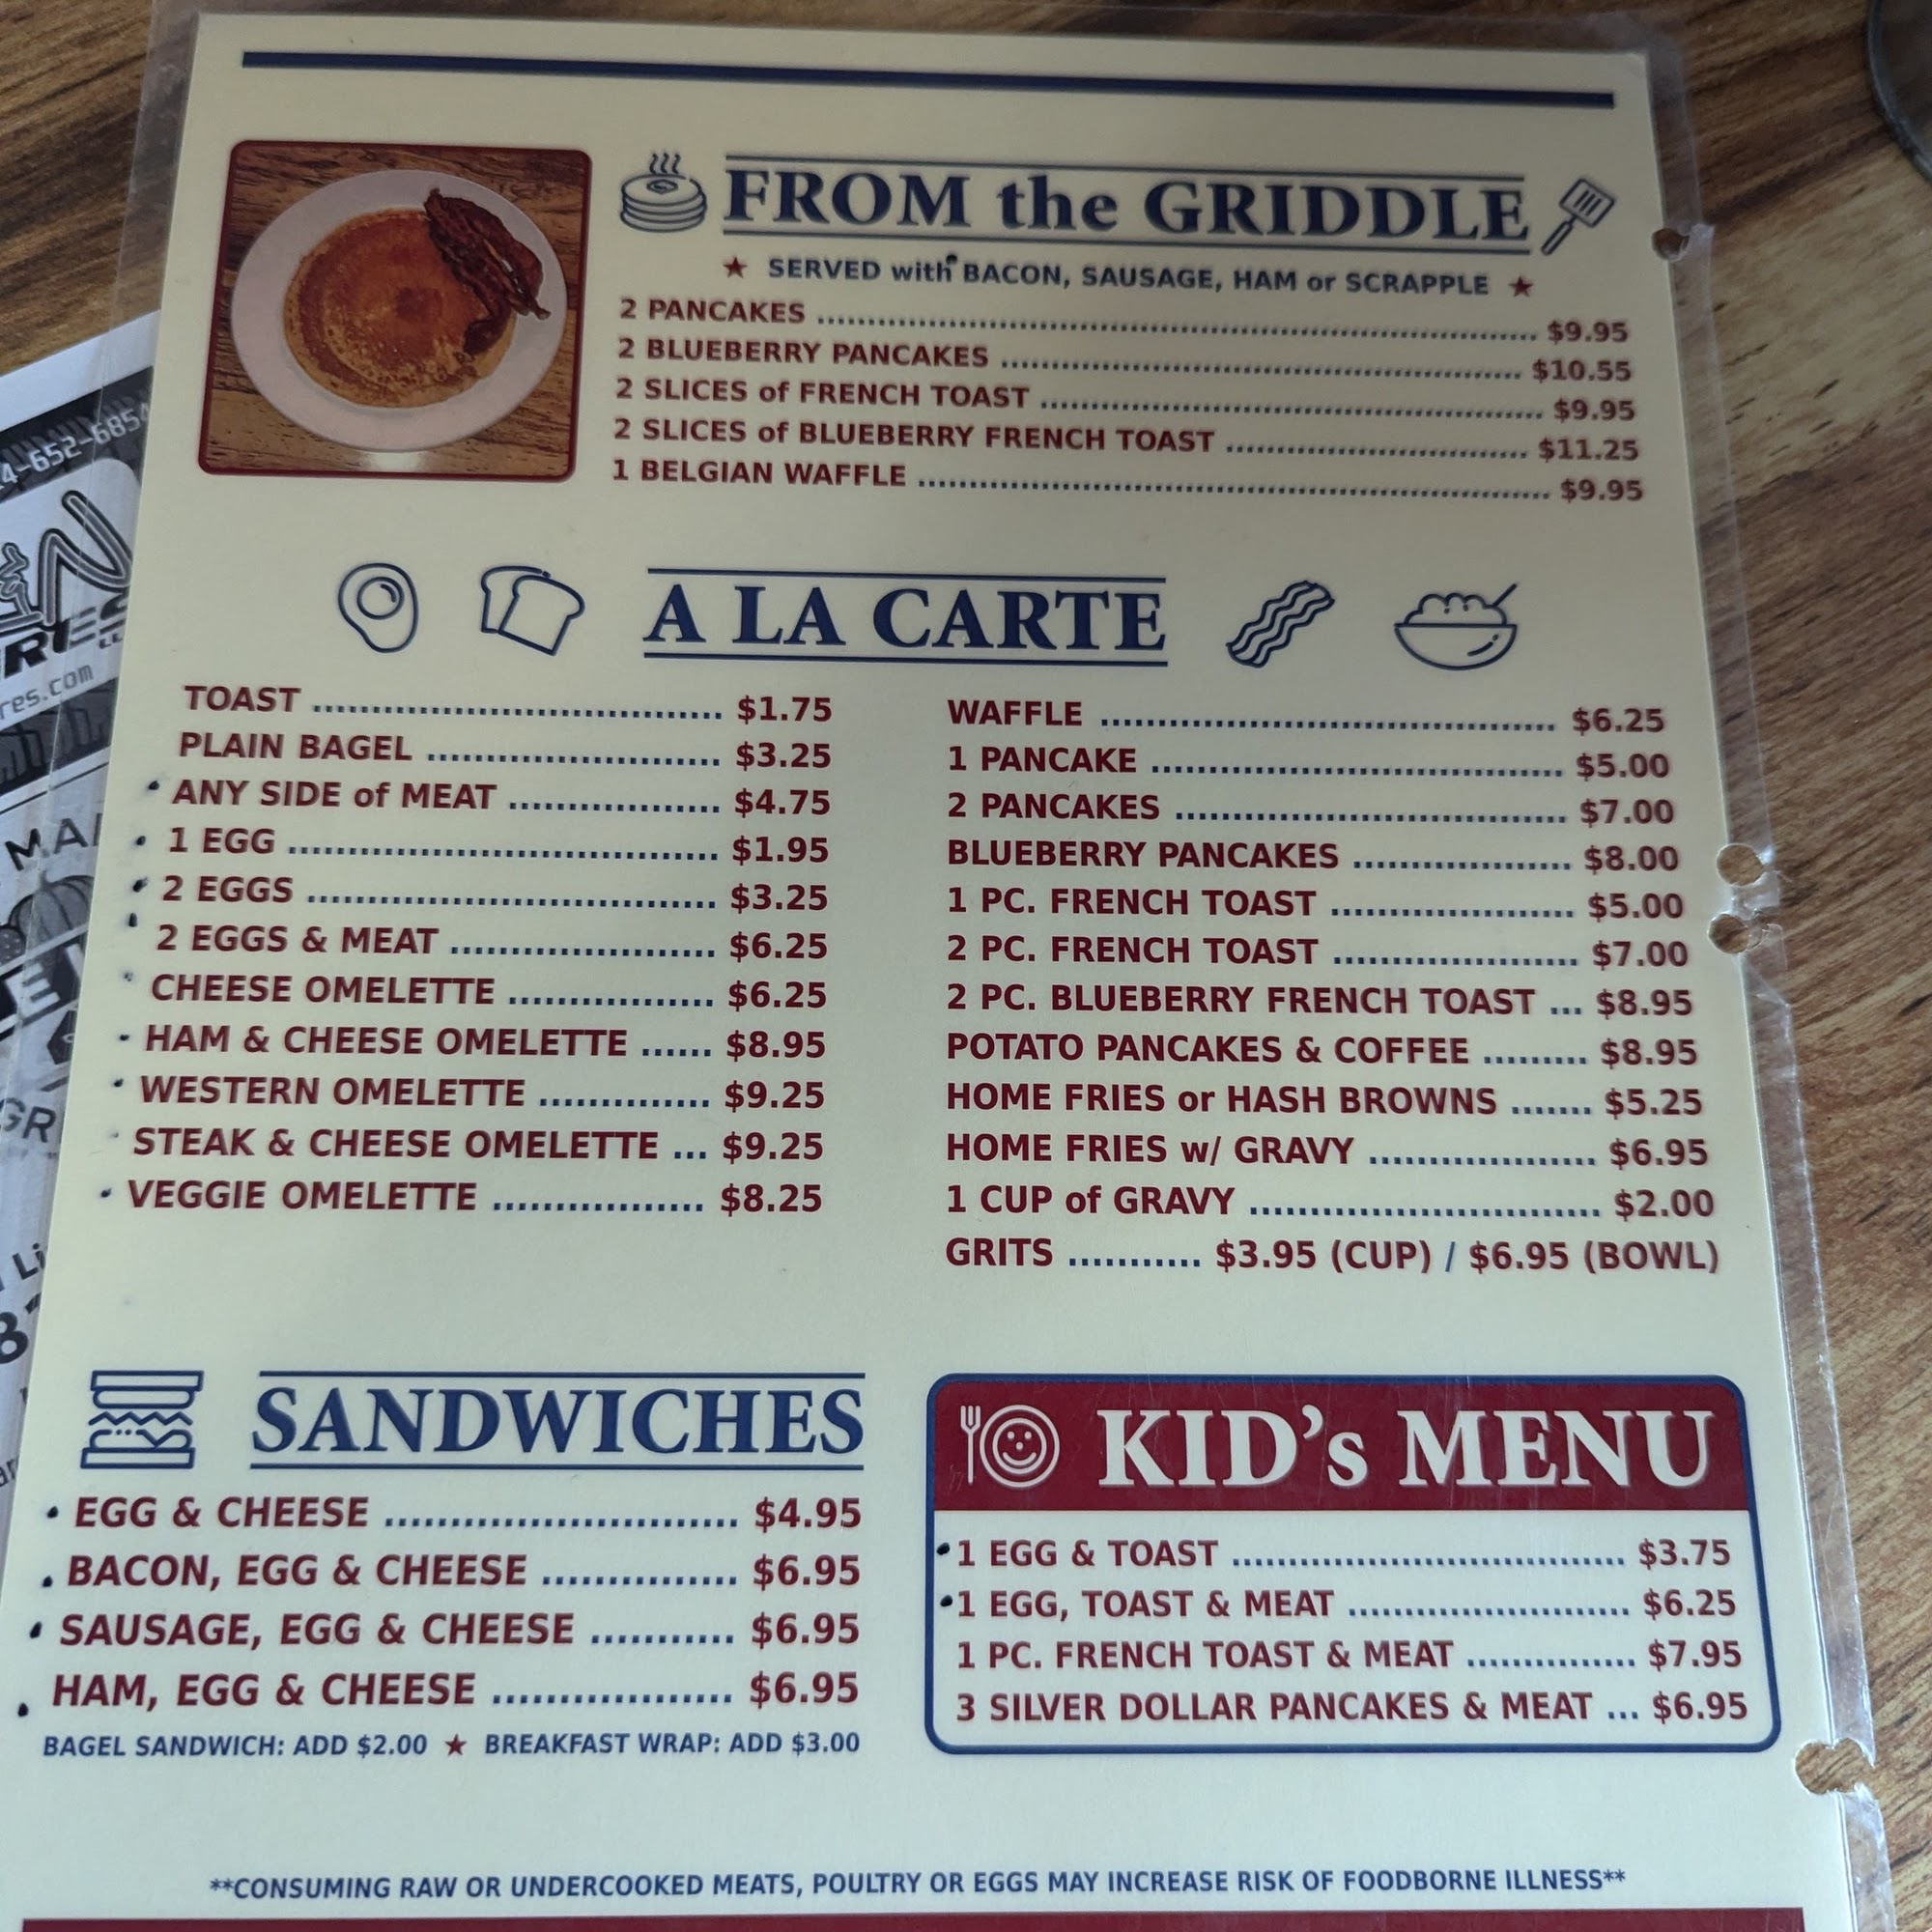 FROM the GRIDDLE
★ SERVED with BACON, SAUSAGE, HAM or SCRAPPLE ★
2 PANCAKES ........ $9.95
2 BLUEBERRY PANCAKES ........ $10.55
2 SLICES of FRENCH TOAST ........ $9.95
2 SLICES of BLUEBERRY FRENCH TOAST ........ $11.25
1 BELGIAN WAFFLE ........ $9.95
A LA CARTE
TOAST ........ $1.75
PLAIN BAGEL ........ $3.25
ANY SIDE of MEAT ........ $4.75
1 EGG ........ $1.95
2 EGGS ........ $3.25
2 EGGS & MEAT ........ $6.25
CHEESE OMELETTE ........ $6.25
HAM & CHEESE OMELETTE ...... $8.95
WESTERN OMELETTE ........ $9.25
STEAK & CHEESE OMELETTE ... $9.25
VEGGIE OMELETTE ........ $8.25
WAFFLE ........ $6.25
1 PANCAKE ........ $5.00
2 PANCAKES ........ $7.00
BLUEBERRY PANCAKES ........ $8.00
1 PC. FRENCH TOAST ........ $5.00
2 PC. FRENCH TOAST ........ $7.00
2 PC. BLUEBERRY FRENCH TOAST ... $8.95
POTATO PANCAKES & COFFEE ......... $8.95
HOME FRIES or HASH BROWNS ....... $5.25
HOME FRIES w/ GRAVY ........ $6.95
1 CUP of GRAVY ........ $2.00
GRITS ........... $3.95 (CUP) / $6.95 (BOWL)
SANDWICHES
EGG & CHEESE ........ $4.95
BACON, EGG & CHEESE ........ $6.95
SAUSAGE, EGG & CHEESE ........... $6.95
HAM, EGG & CHEESE ........ $6.95
BAGEL SANDWICH: ADD $2.00 ★ BREAKFAST WRAP: ADD $3.00
KID's MENU
1 EGG & TOAST ........ $3.75
1 EGG, TOAST & MEAT ........ $6.25
1 PC. FRENCH TOAST & MEAT ........ $7.95
3 SILVER DOLLAR PANCAKES & MEAT ... $6.95
**CONSUMING RAW OR UNDERCOOKED MEATS, POULTRY OR EGGS MAY INCREASE RISK OF FOODBORNE ILLNESS**
4-652-6854
res.com